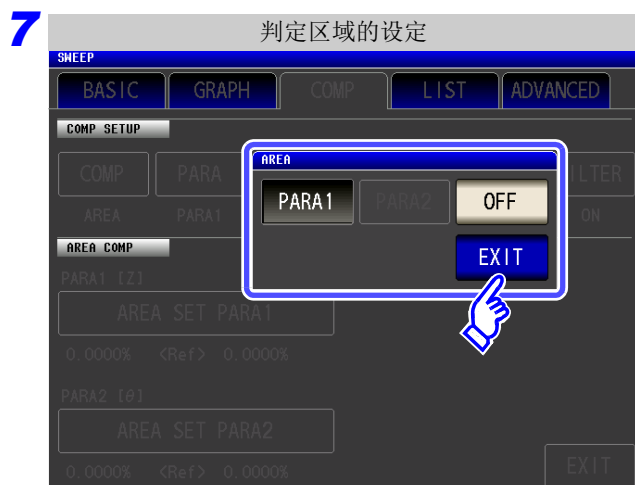 7
判定区域的设定
SWEEP
BASIC GRAPH COMP LIST ADVANCED
COMP SETUP
COMP PARA
AREA PARA1 ON
AREA
PARA1 PARA2 OFF
EXIT
AREA COMP
PARA1 [Z]
AREA SET PARA1
0.0000% <Ref> 0.0000%
PARA2 [θ]
AREA SET PARA2
0.0000% <Ref> 0.0000%
EXIT